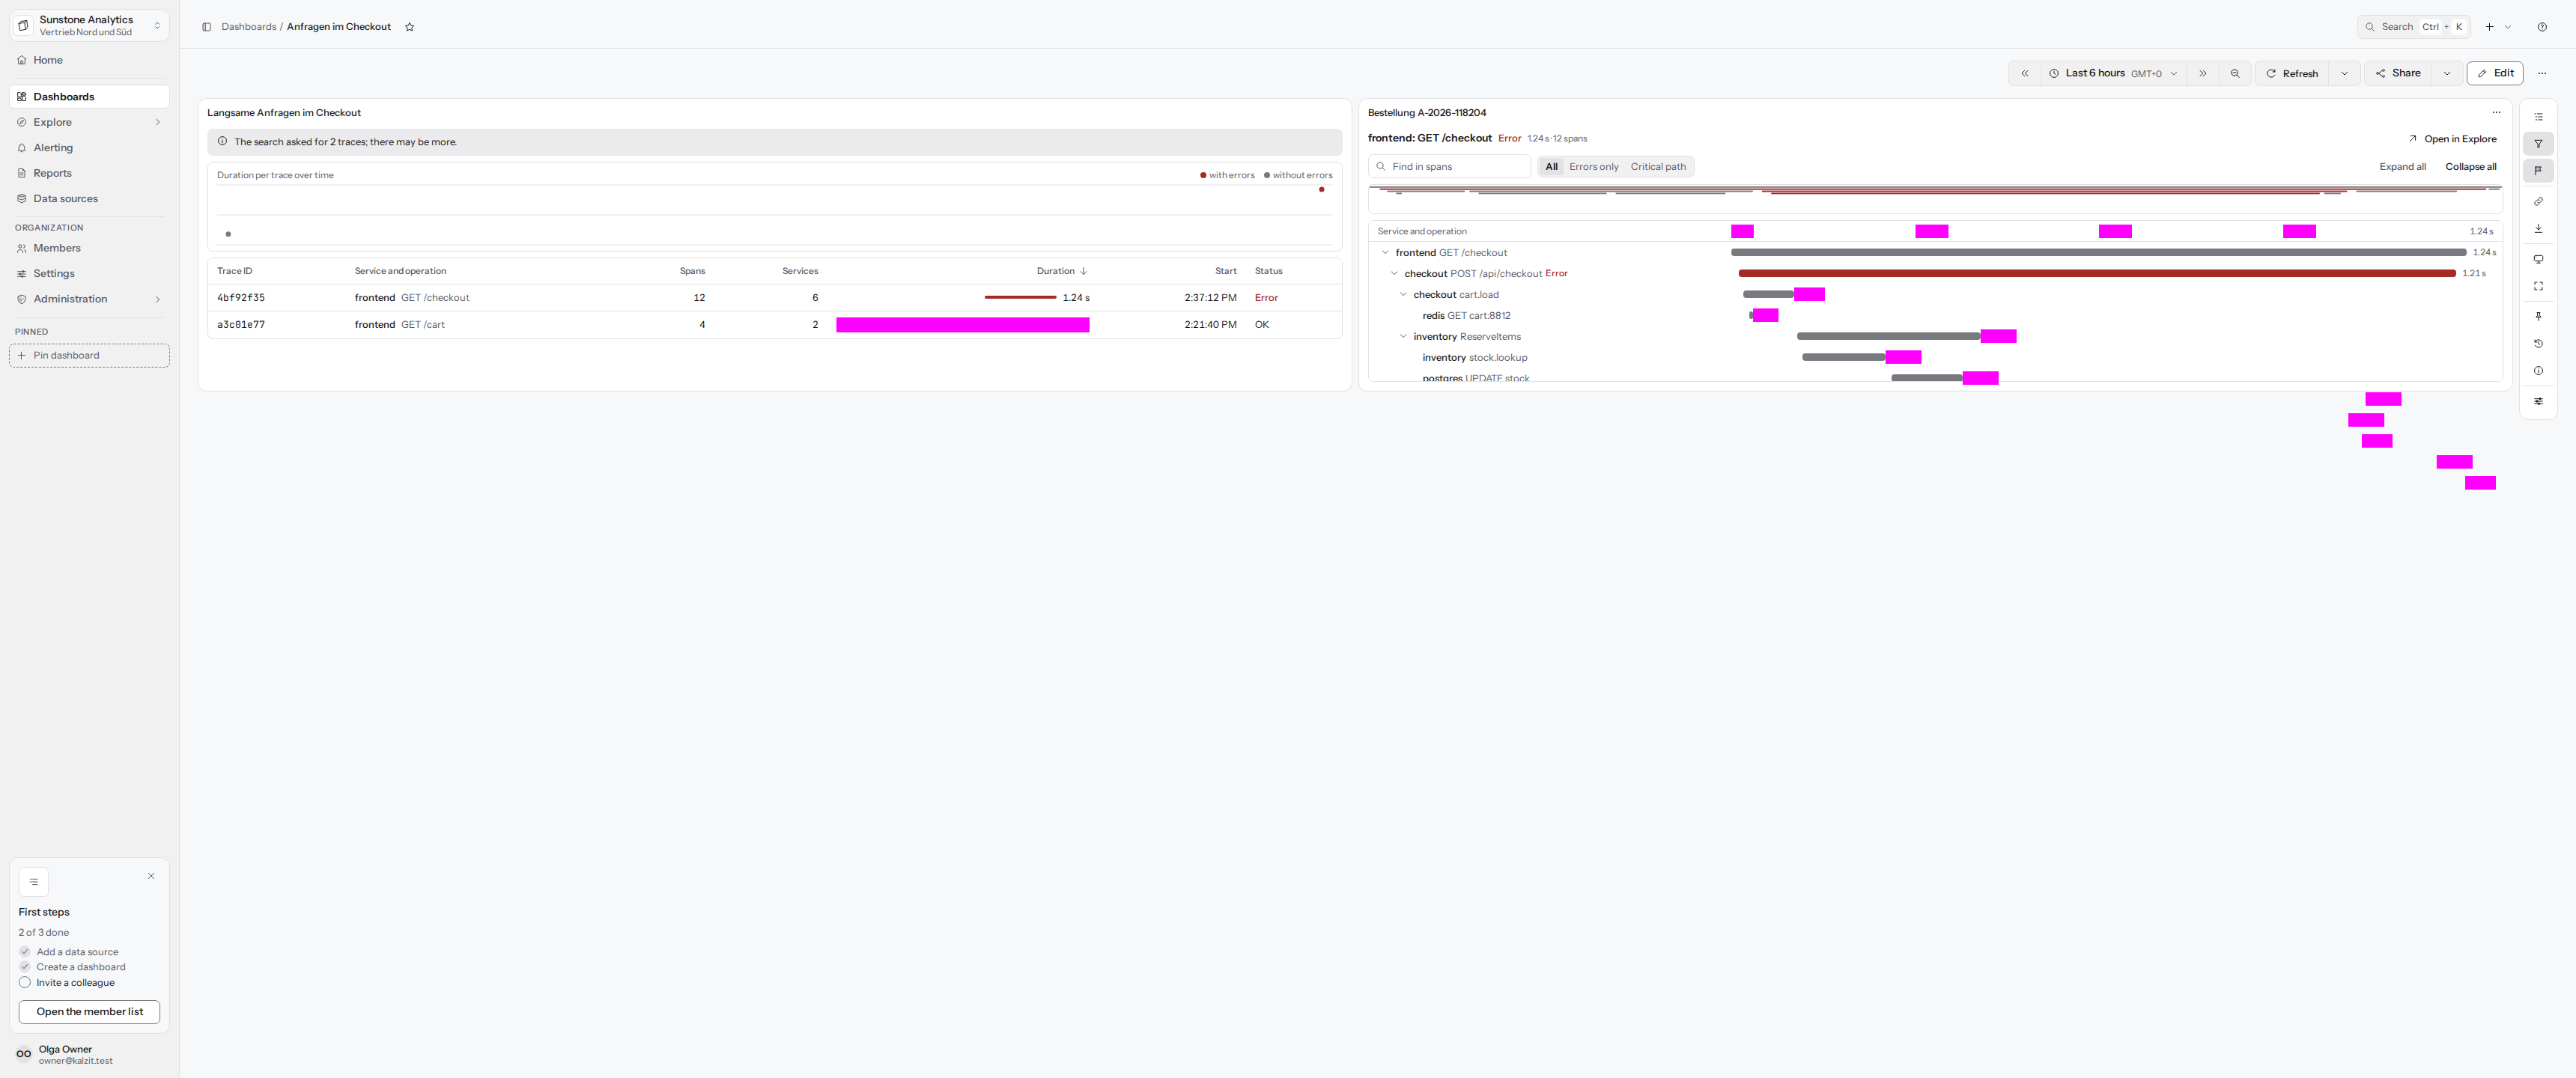 Sunstone Analytics
Vertrieb Nord und Süd
Home
Dashboards
Explore
Alerting
Reports
Data sources
ORGANIZATION
Members
Settings
Administration
PINNED
Pin dashboard
First steps
2 of 3 done
Add a data source
Create a dashboard
Invite a colleague
Open the member list
OO
Olga Owner
owner@kalzit.test
Dashboards / Anfragen im Checkout
Search Ctrl + K
Last 6 hours GMT+0
Refresh
Share
Edit
Langsame Anfragen im Checkout
The search asked for 2 traces; there may be more.
Duration per trace over time
with errors
without errors
Trace ID Service and operation Spans Services Duration Start Status
4bf92f35 frontend GET /checkout 12 6 1.24 s 2:37:12 PM Error
a3c01e77 frontend GET /cart 4 2 2:21:40 PM OK
Bestellung A-2026-118204
frontend: GET /checkout Error 1.24 s · 12 spans
Open in Explore
Find in spans
All Errors only Critical path
Expand all Collapse all
Service and operation 1.24 s
frontend GET /checkout 1.24 s
checkout POST /api/checkout Error 1.21 s
checkout cart.load
redis GET cart:8812
inventory ReserveItems
inventory stock.lookup
postgres UPDATE stock